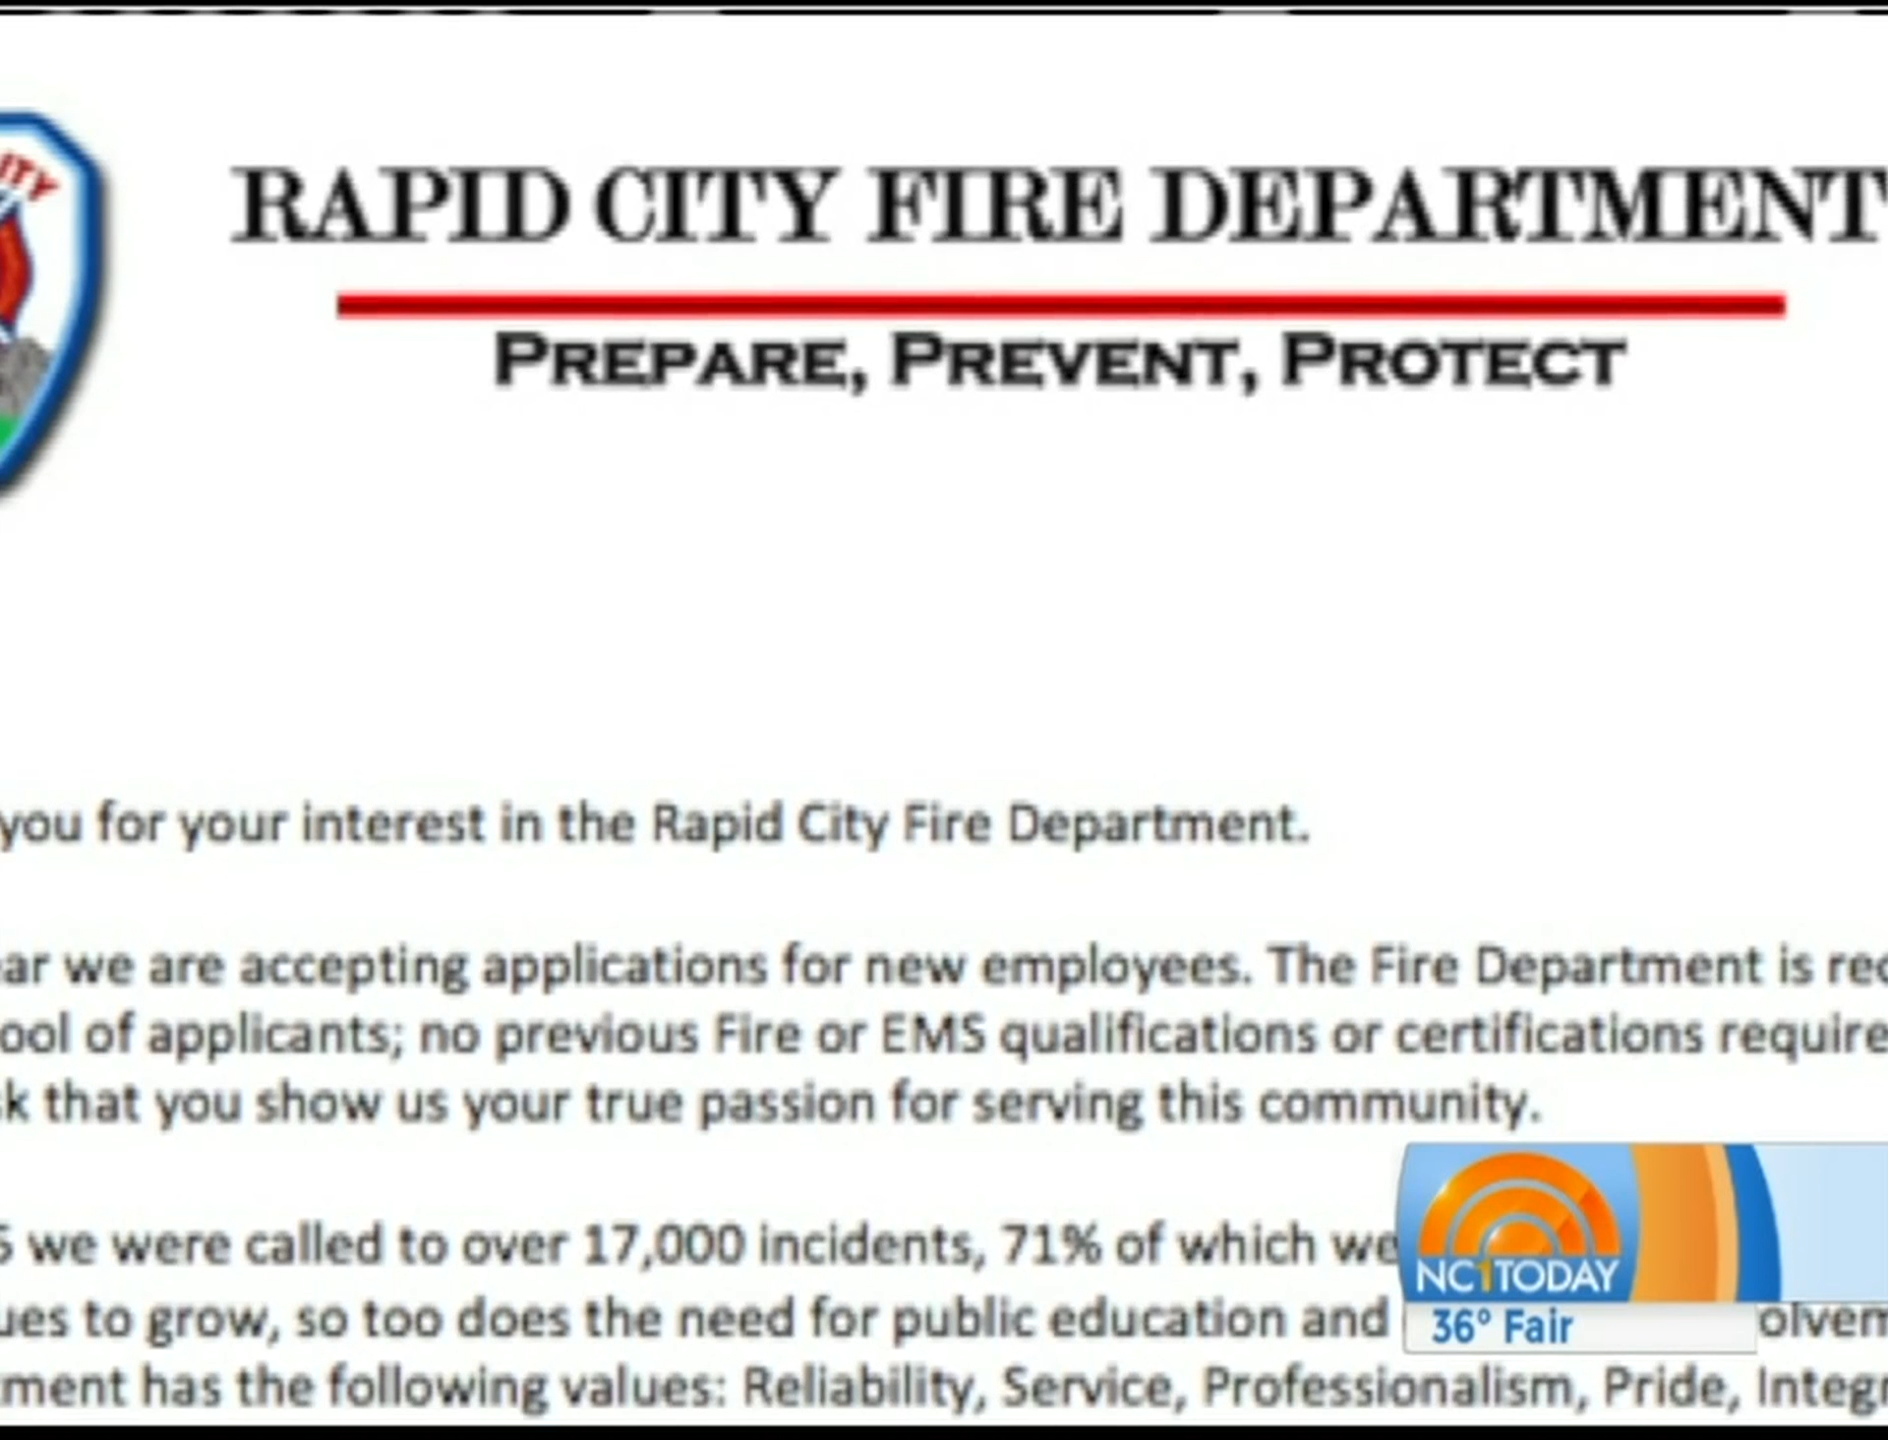 ITY
RAPID CITY FIRE DEPARTMENT
PREPARE, PREVENT, PROTECT
you for your interest in the Rapid City Fire Department.
ar we are accepting applications for new employees. The Fire Department is rec
ool of applicants; no previous Fire or EMS qualifications or certifications require
sk that you show us your true passion for serving this community.
5 we were called to over 17,000 incidents, 71% of which we
ues to grow, so too does the need for public education and olvem
ment has the following values: Reliability, Service, Professionalism, Pride, Integr
NC1TODAY
36° Fair